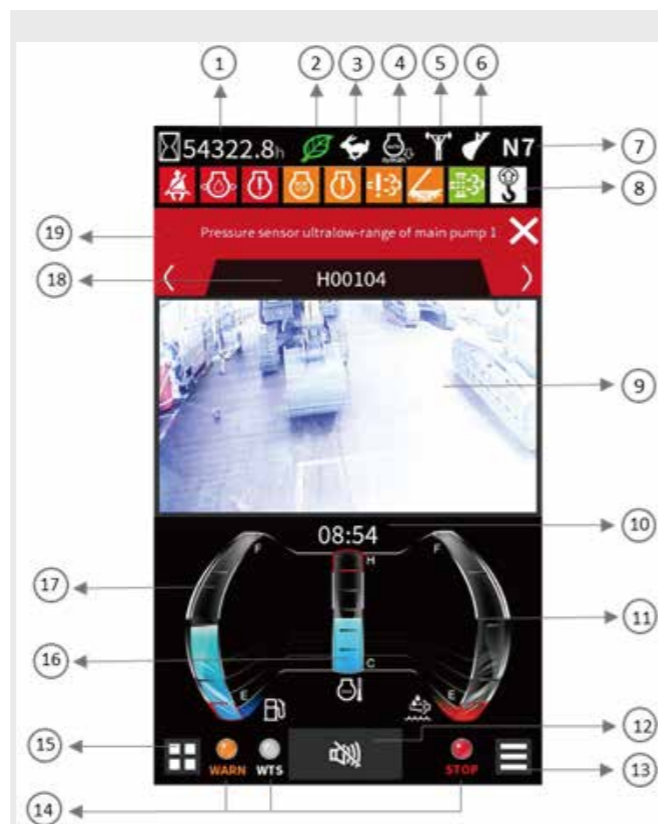 1 2 3 4 5 6
54322.8h N7 7
8
19 Pressure sensor ultralow-range of main pump 1
18 H00104
9
08:54 10
F H F
17 11
16 C
E E
12
15 WARN WTS STOP 13
14